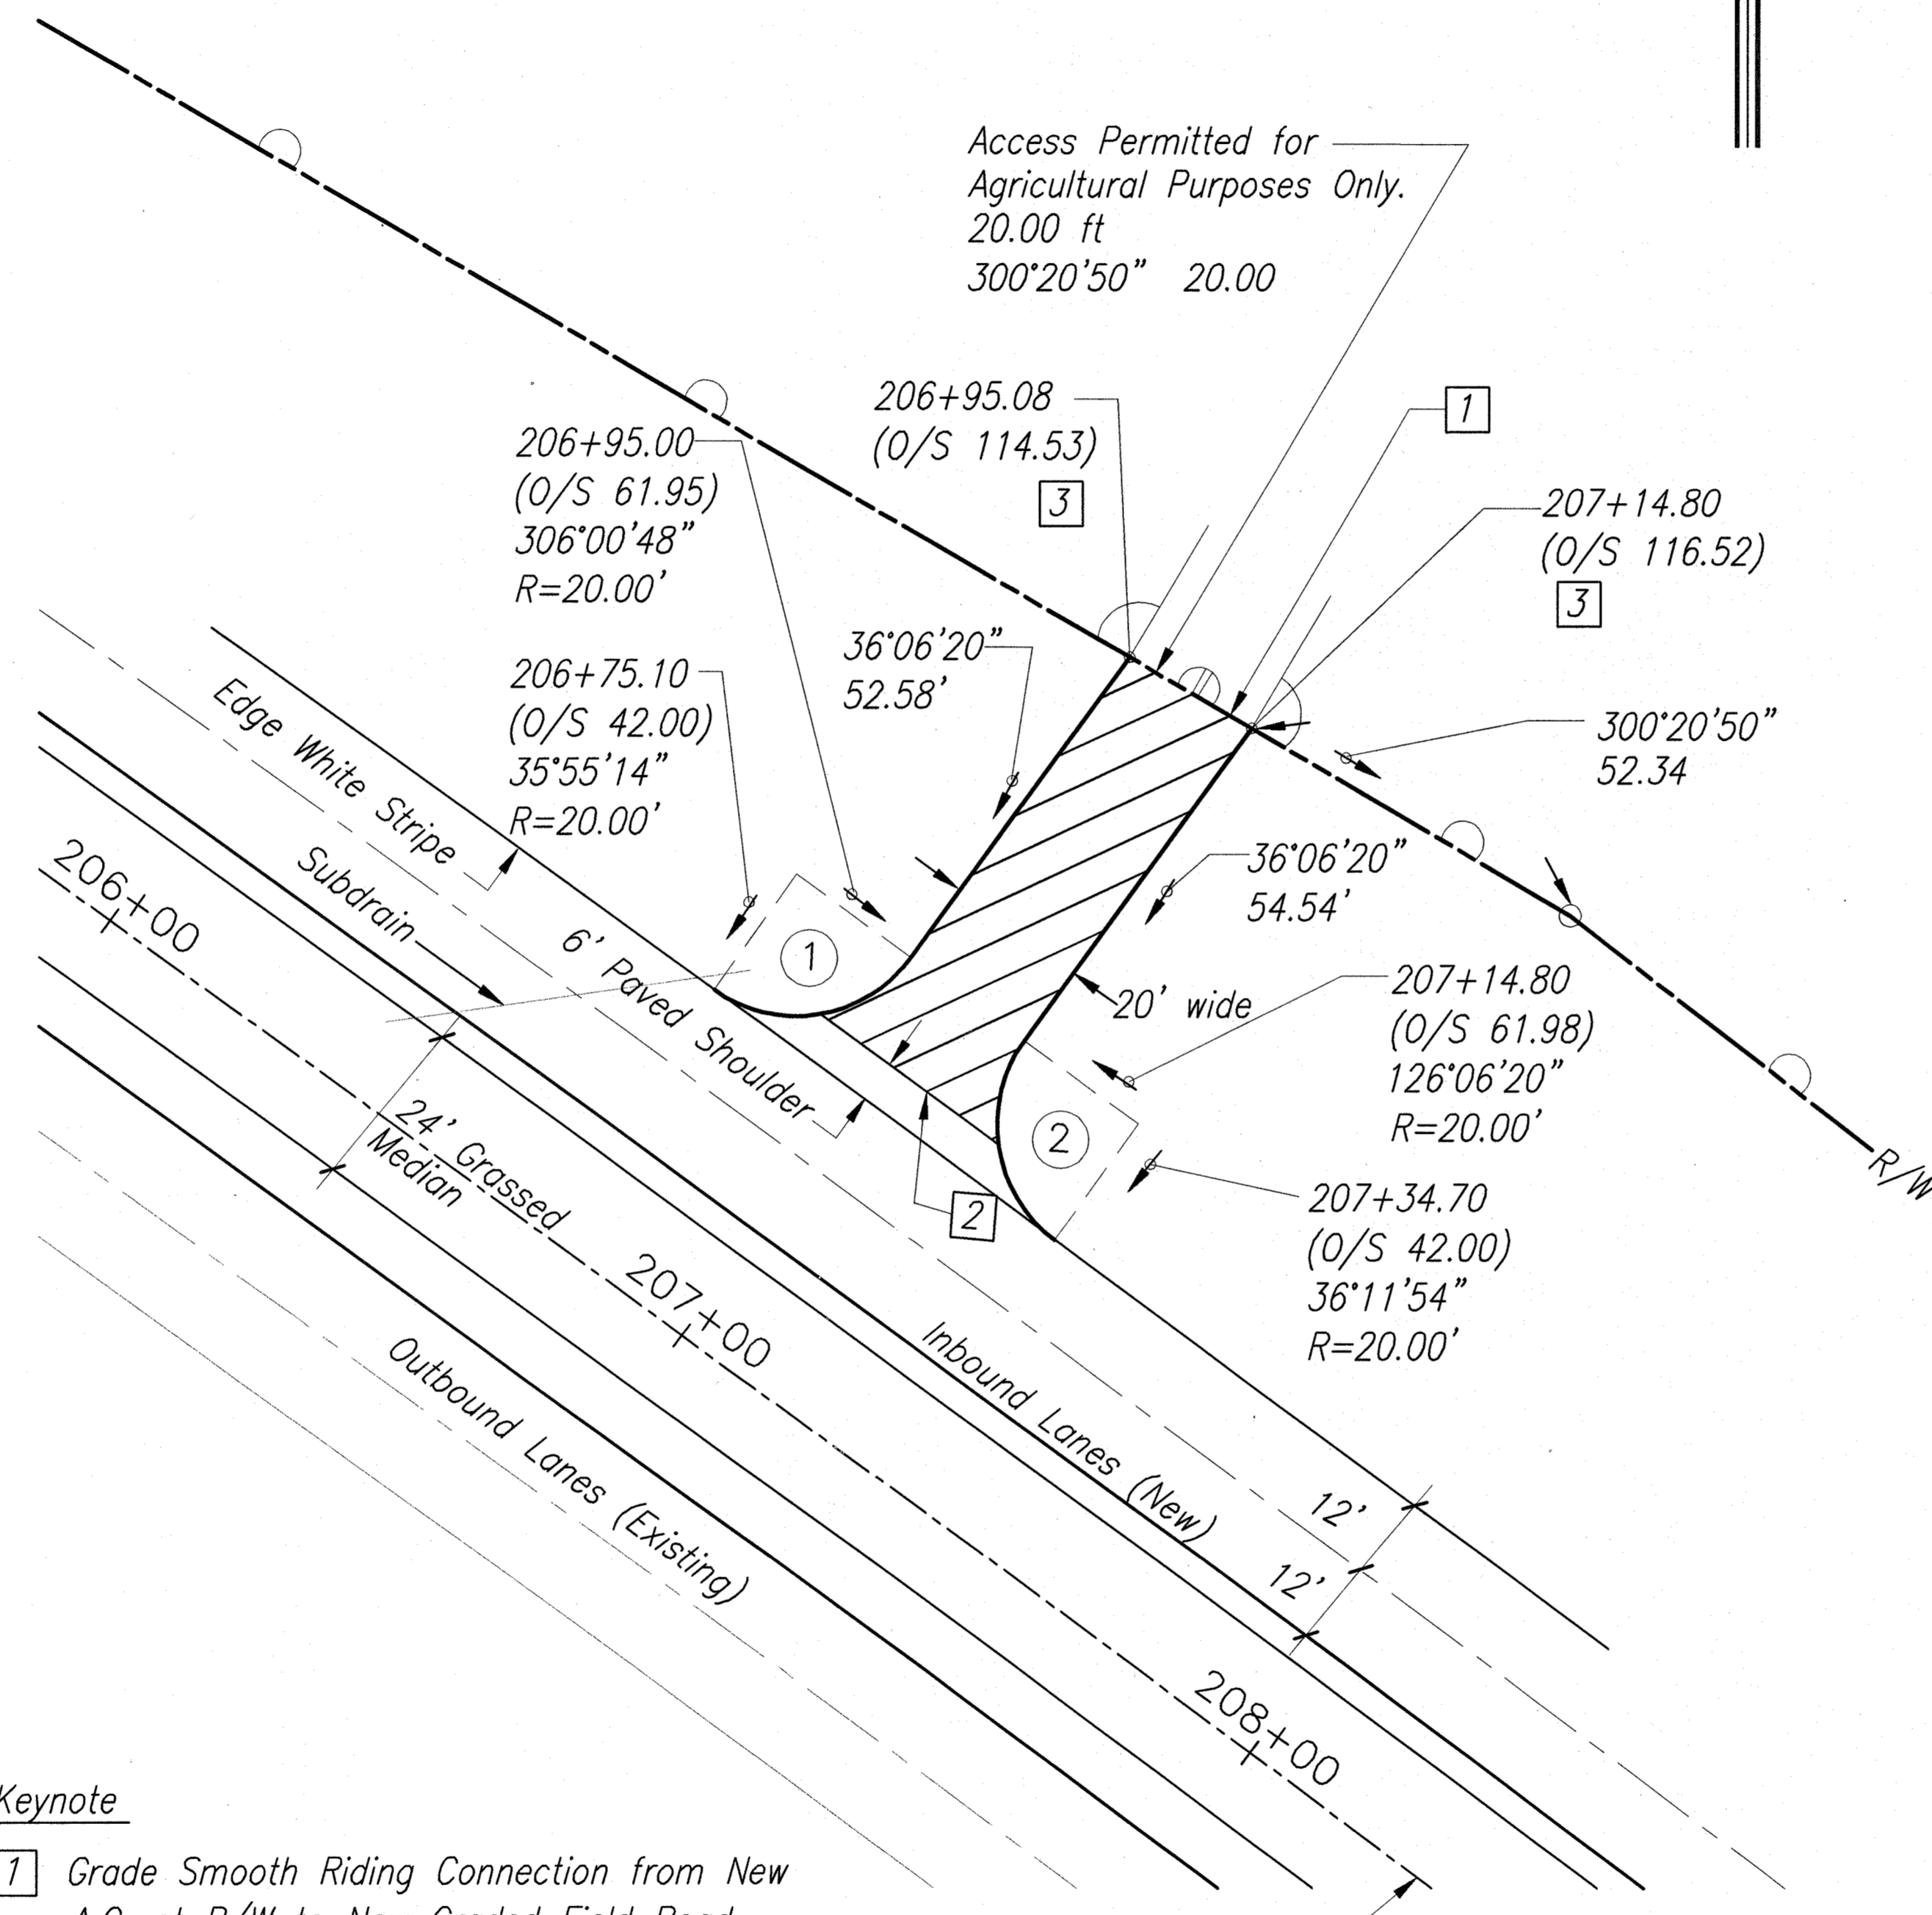 Access Permitted for
Agricultural Purposes Only.
20.00 ft
300°20'50" 20.00
206+95.08
(O/S 114.53)
3
1
206+95.00
(O/S 61.95)
306°00'48"
R=20.00'
207+14.80
(O/S 116.52)
3
36°06'20"
52.58'
206+75.10
(O/S 42.00)
35°55'14"
R=20.00'
300°20'50"
52.34
Edge White Stripe
Subdrain
206+00
36°06'20"
54.54'
6' Paved Shoulder
1
20' wide
207+14.80
(O/S 61.98)
126°06'20"
R=20.00'
2
R/W
24' Grassed
Median
2
207+34.70
(O/S 42.00)
36°11'54"
R=20.00'
207+00
Inbound Lanes (New)
Outbound Lanes (Existing)
12'
12'
208+00
Keynote
1 Grade Smooth Riding Connection from New